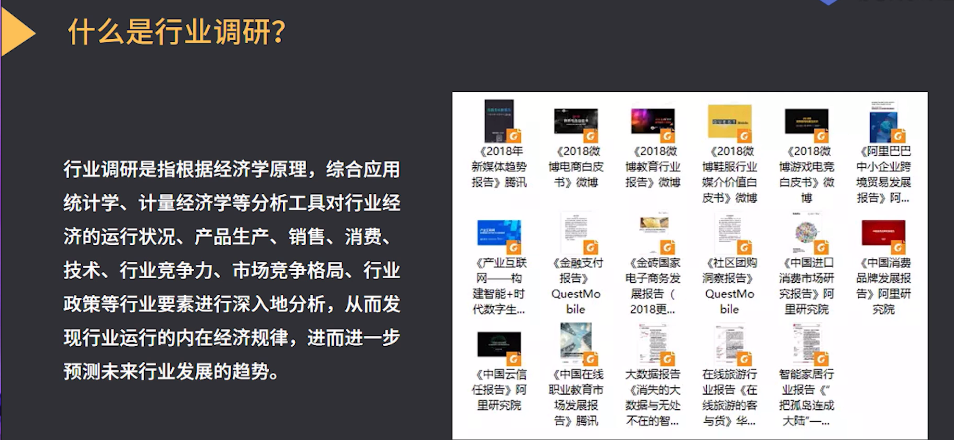 什么是行业调研?
行业调研是指根据经济学原理，综合应用
统计学、计量经济学等分析工具对行业经
济的运行状况、产品生产、销售、消费、
技术、行业竞争力、市场竞争格局、行业
政策等行业要素进行深入地分析，从而发
现行业运行的内在经济规律，进而进一步
预测未来行业发展的趋势。
《2018年
新媒体趋势
报告》腾讯
《2018微
博电商白皮
书》微博
《2018微
博教育行业
报告》微博
《2018微
博鞋服行业
媒介价值白
皮书》微博
《2018微
博游戏电竞
白皮书》微
博
《阿里巴巴
中小企业跨
境贸易发展
报告》阿...
《产业互联
网——构
建智能+时
代数字生...
《金融支付
报告》
QuestMo
bile
《金砖国家
电子商务发
展报告（
2018更...
《社区团购
洞察报告》
QuestMo
bile
《中国进口
消费市场研
究报告》阿
里研究院
《中国消费
品牌发展报
告》阿里研
究院
《中国云信
任报告》阿
里研究院
《中国在线
职业教育市
场发展报
告》腾讯
大数据报告
《消失的大
数据与无处
不在的智...
在线旅游行
业报告《在
线旅游的客
与货》华...
智能家居行
业报告《“
把孤岛连成
大陆”—...